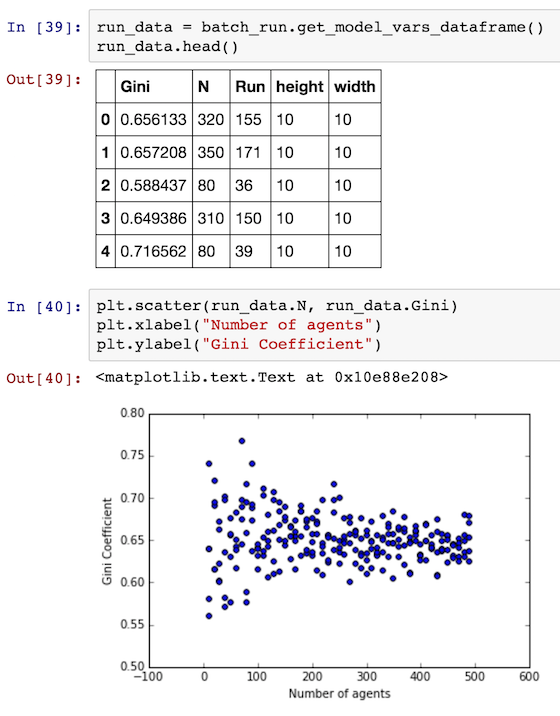 In [39]: run_data = batch_run.get_model_vars_dataframe()
run_data.head()
Out[39]:
Gini N Run height width
0 0.656133 320 155 10 10
1 0.657208 350 171 10 10
2 0.588437 80 36 10 10
3 0.649386 310 150 10 10
4 0.716562 80 39 10 10
In [40]: plt.scatter(run_data.N, run_data.Gini)
plt.xlabel("Number of agents")
plt.ylabel("Gini Coefficient")
Out[40]: <matplotlib.text.Text at 0x10e88e208>
0.80
0.75
0.70
0.65
0.60
0.55
0.50
Gini Coefficient
−100 0 100 200 300 400 500 600
Number of agents